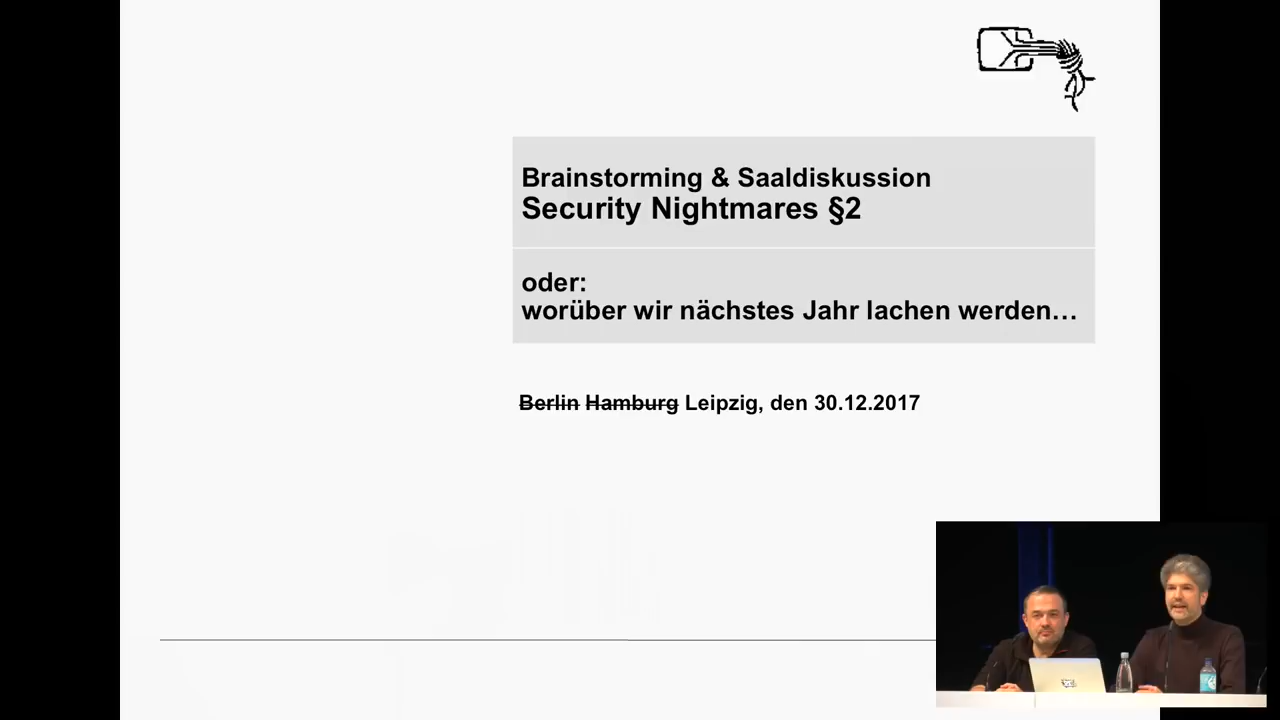 Brainstorming & Saaldiskussion
Security Nightmares §2
oder:
worüber wir nächstes Jahr lachen werden…
Berlin Hamburg Leipzig, den 30.12.2017